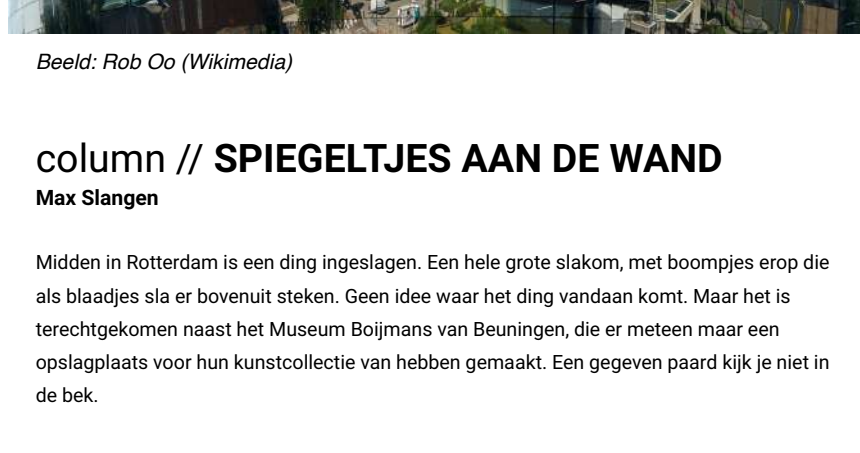 Beeld: Rob Oo (Wikimedia)
column // SPIEGELTJES AAN DE WAND
Max Slangen
Midden in Rotterdam is een ding ingeslagen. Een hele grote slakom, met boompjes erop die
als blaadjes sla er bovenuit steken. Geen idee waar het ding vandaan komt. Maar het is
terechtgekomen naast het Museum Boijmans van Beuningen, die er meteen maar een
opslagplaats voor hun kunstcollectie van hebben gemaakt. Een gegeven paard kijk je niet in
de bek.